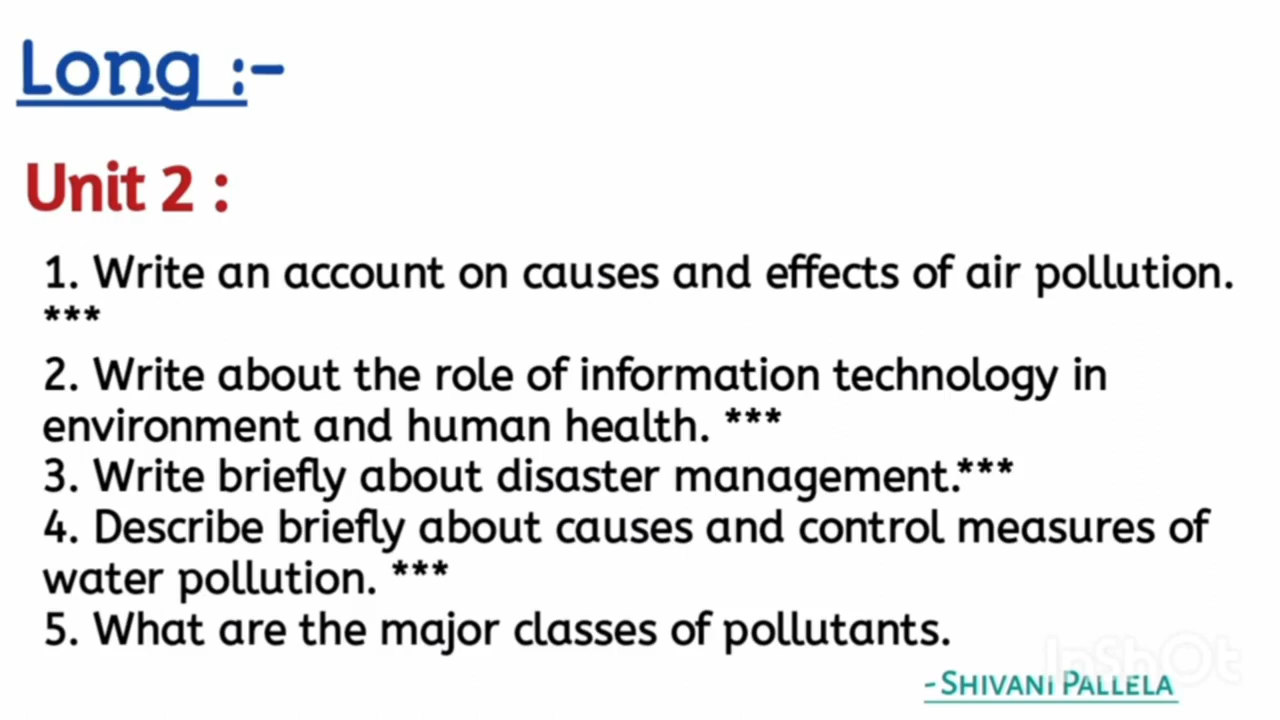 Long :-
Unit 2 :
1. Write an account on causes and effects of air pollution.
***
2. Write about the role of information technology in
environment and human health. ***
3. Write briefly about disaster management.***
4. Describe briefly about causes and control measures of
water pollution. ***
5. What are the major classes of pollutants.
InShOt
- SHIVANI PALLELA